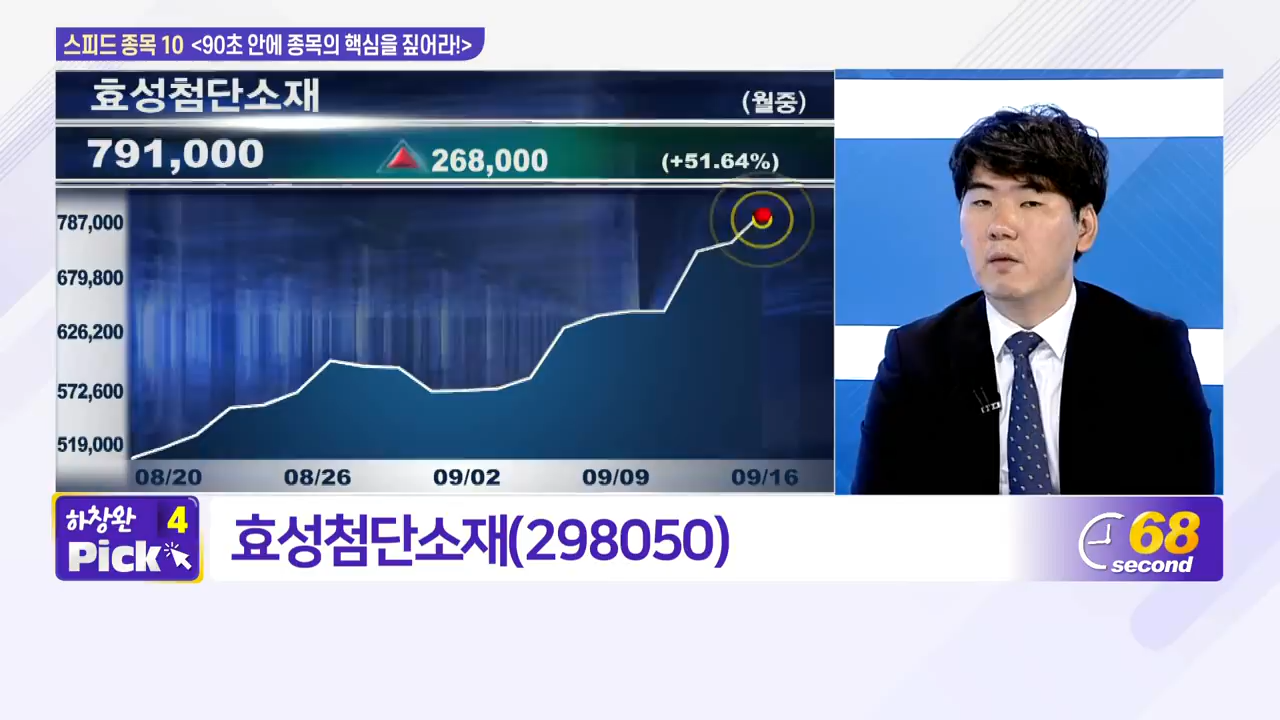 스피드 종목 10 <90초 안에 종목의 핵심을 짚어라!>
효성첨단소재 (월중)
791,000 ▲ 268,000 (+51.64%)
787,000
679,800
626,200
572,600
519,000
08/20 08/26 09/02 09/09 09/16
하창완 4
Pick
효성첨단소재(298050)
68
second